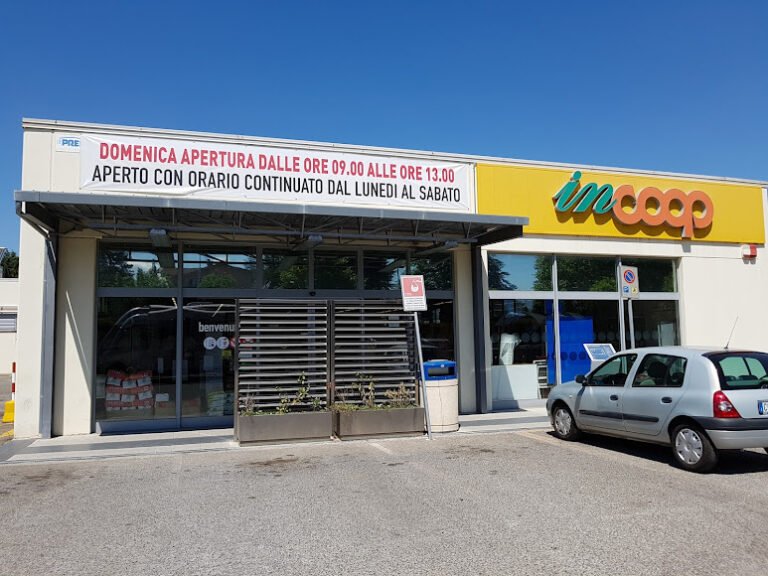 PRE
DOMENICA APERTURA DALLE ORE 09.00 ALLE ORE 13.00
APERTO CON ORARIO CONTINUATO DAL LUNEDI AL SABATO
incoop